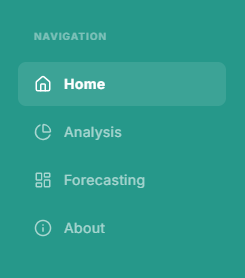 NAVIGATION
Home
Analysis
Forecasting
About